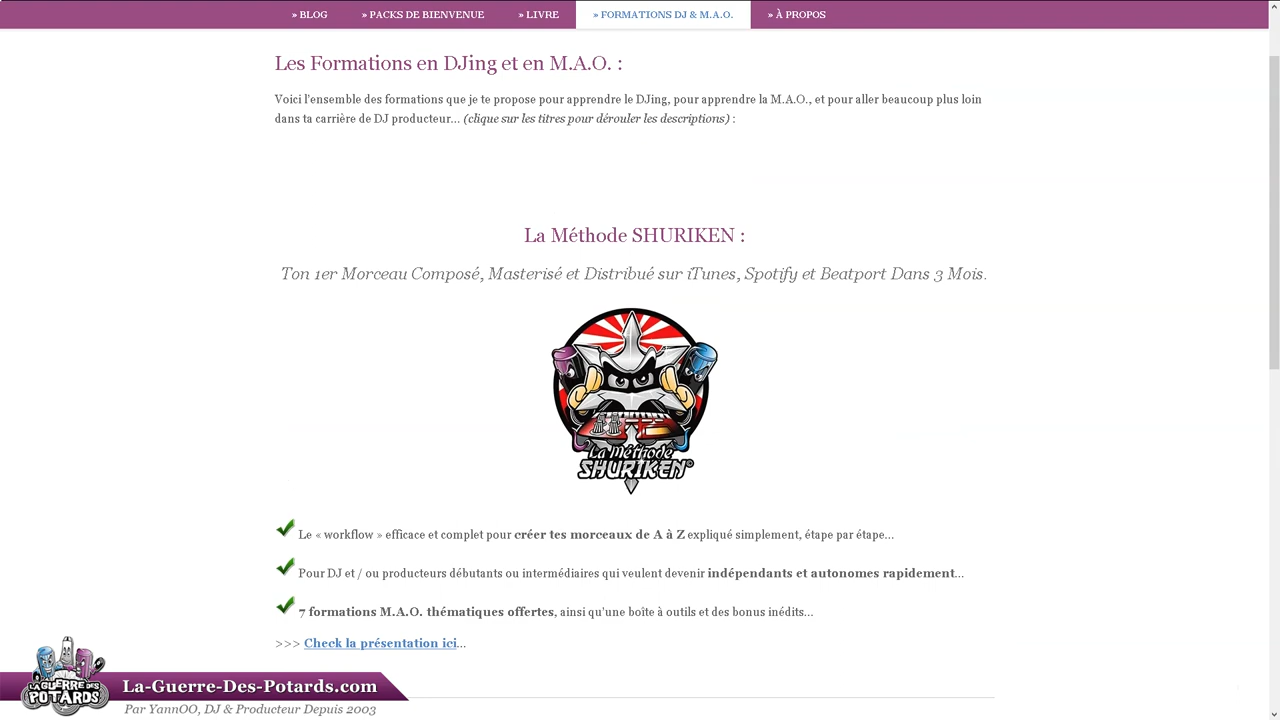 » BLOG » PACKS DE BIENVENUE » LIVRE » FORMATIONS DJ & M.A.O. » À PROPOS
Les Formations en DJing et en M.A.O. :
Voici l'ensemble des formations que je te propose pour apprendre le DJing, pour apprendre la M.A.O., et pour aller beaucoup plus loin
dans ta carrière de DJ producteur... (clique sur les titres pour dérouler les descriptions) :
La Méthode SHURIKEN :
Ton 1er Morceau Composé, Masterisé et Distribué sur iTunes, Spotify et Beatport Dans 3 Mois.
La Méthode
SHURIKEN©
Le « workflow » efficace et complet pour créer tes morceaux de A à Z expliqué simplement, étape par étape...
Pour DJ et / ou producteurs débutants ou intermédiaires qui veulent devenir indépendants et autonomes rapidement...
7 formations M.A.O. thématiques offertes, ainsi qu'une boîte à outils et des bonus inédits...
>>> Check la présentation ici...
LA GUERRE DES
POTARDS
La-Guerre-Des-Potards.com
Par YannOO, DJ & Producteur Depuis 2003